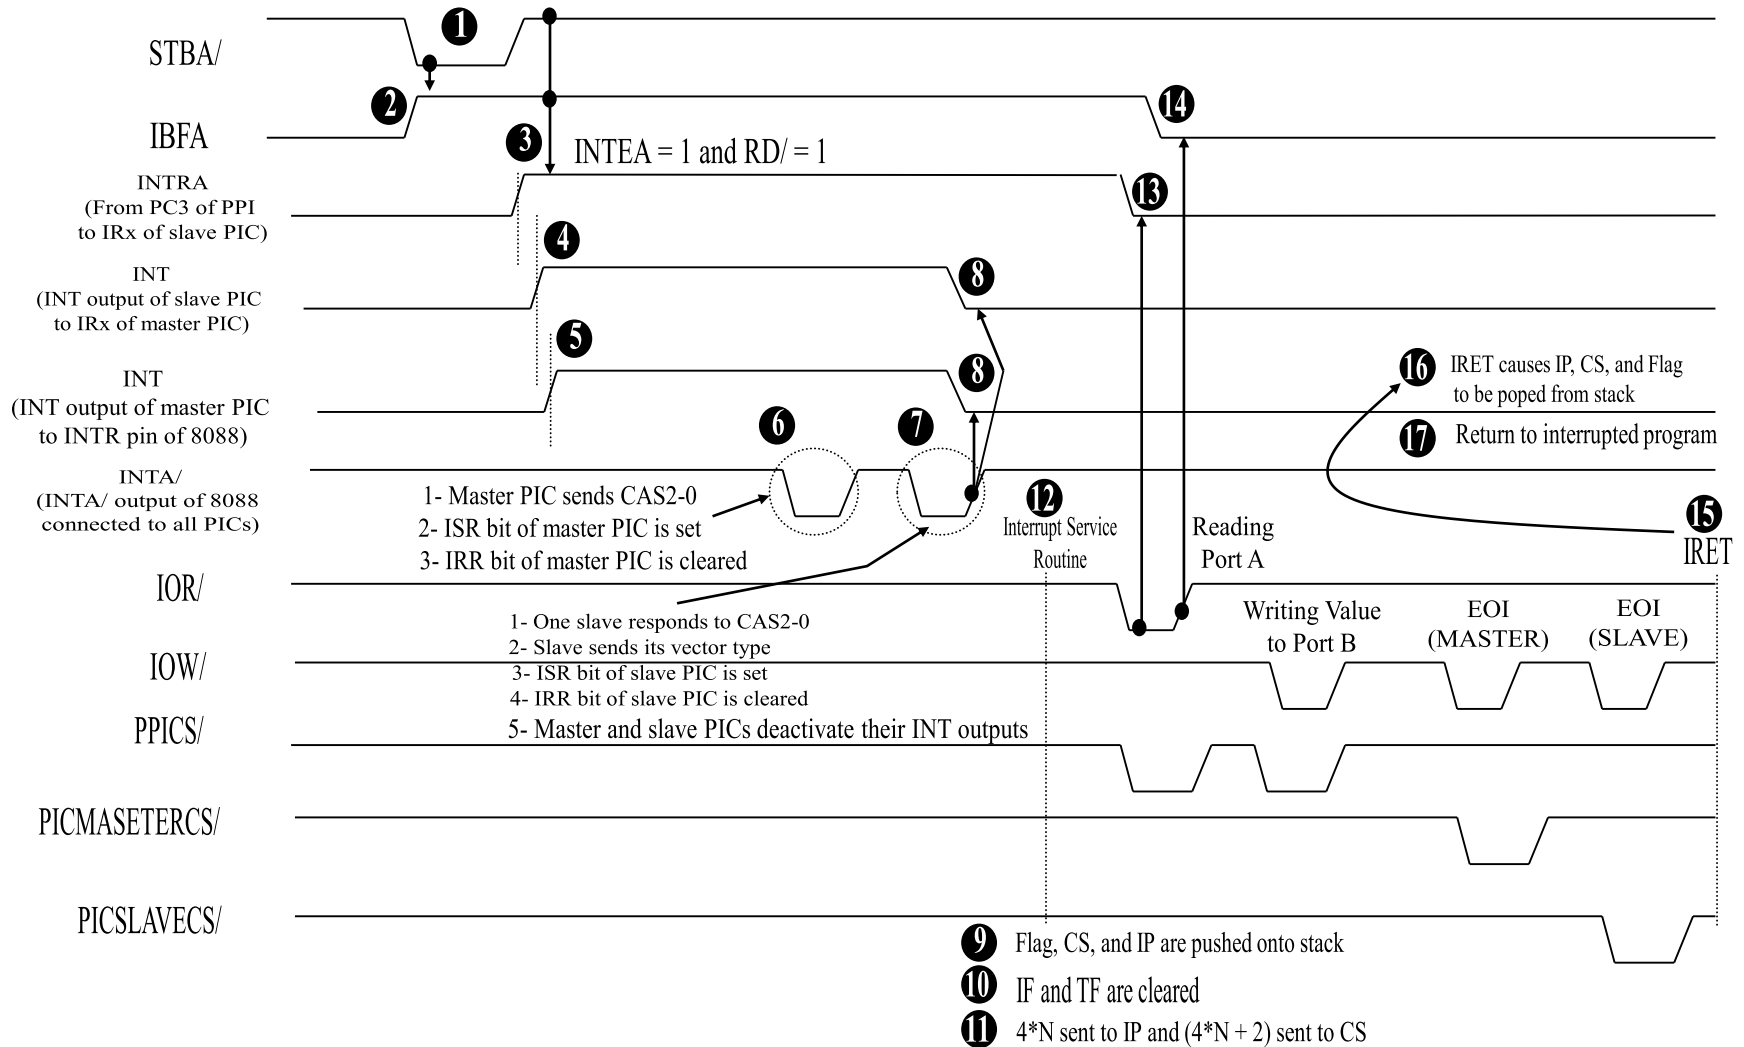 1
STBA/
2
14
IBFA
3
INTEA = 1 and RD/ = 1
INTRA
(From PC3 of PPI
to IRx of slave PIC)
13
4
INT
(INT output of slave PIC
to IRx of master PIC)
8
5
INT
(INT output of master PIC
to INTR pin of 8088)
8
16
IRET causes IP, CS, and Flag
to be poped from stack
6
7
17
Return to interrupted program
INTA/
(INTA/ output of 8088
connected to all PICs)
1- Master PIC sends CAS2-0
2- ISR bit of master PIC is set
3- IRR bit of master PIC is cleared
12
Interrupt Service
Routine
Reading
Port A
15
IRET
IOR/
1- One slave responds to CAS2-0
2- Slave sends its vector type
3- ISR bit of slave PIC is set
4- IRR bit of slave PIC is cleared
5- Master and slave PICs deactivate their INT outputs
Writing Value
to Port B
EOI
(MASTER)
EOI
(SLAVE)
IOW/
PPICS/
PICMASETERCS/
PICSLAVECS/
9
Flag, CS, and IP are pushed onto stack
10
IF and TF are cleared
11
4*N sent to IP and (4*N + 2) sent to CS